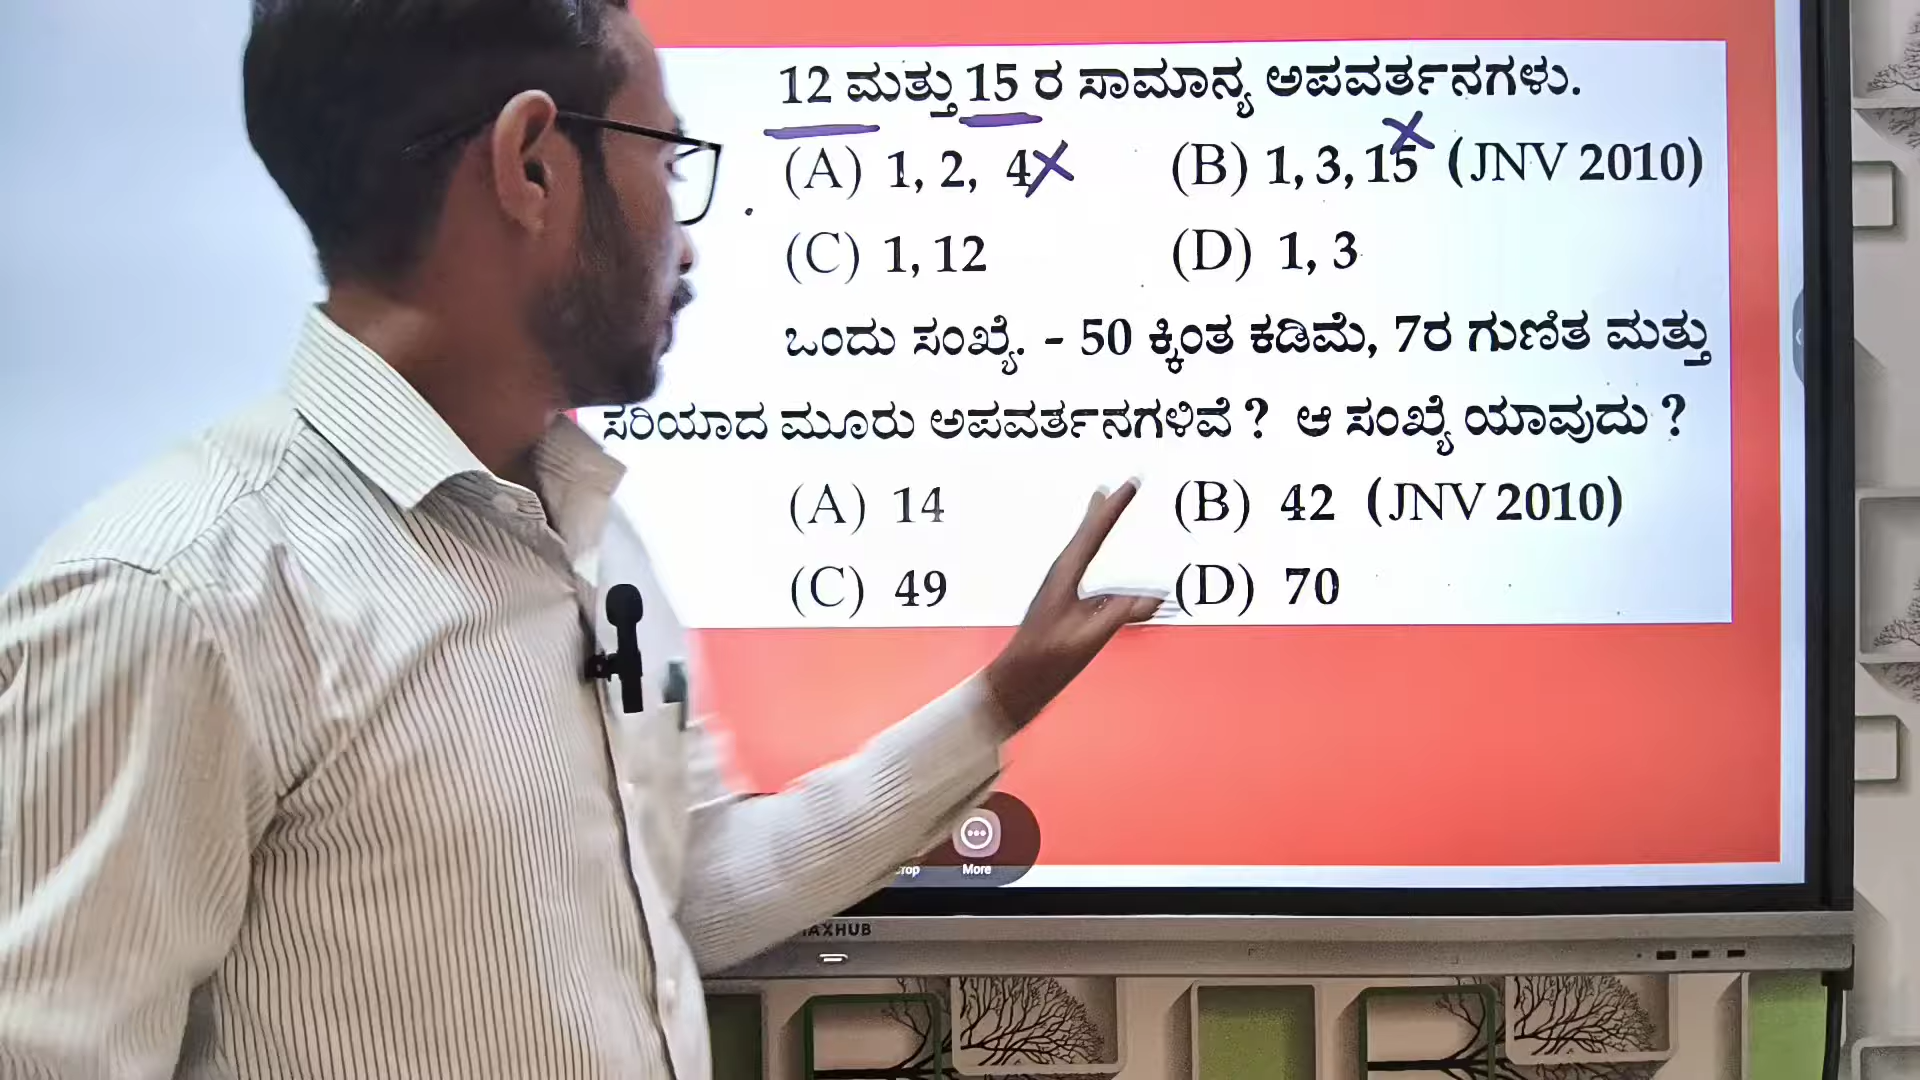 12 ಮತ್ತು 15 ರ ಸಾಮಾನ್ಯ ಅಪವರ್ತನಗಳು.
(A) 1, 2, 4 (B) 1, 3, 15 (JNV 2010)
(C) 1, 12 (D) 1, 3
ಒಂದು ಸಂಖ್ಯೆ. - 50 ಕ್ಕಿಂತ ಕಡಿಮೆ, 7ರ ಗುಣಿತ ಮತ್ತು
ಸರಿಯಾದ ಮೂರು ಅಪವರ್ತನಗಳಿವೆ ? ಆ ಸಂಖ್ಯೆ ಯಾವುದು ?
(A) 14 (B) 42 (JNV 2010)
(C) 49 (D) 70
More